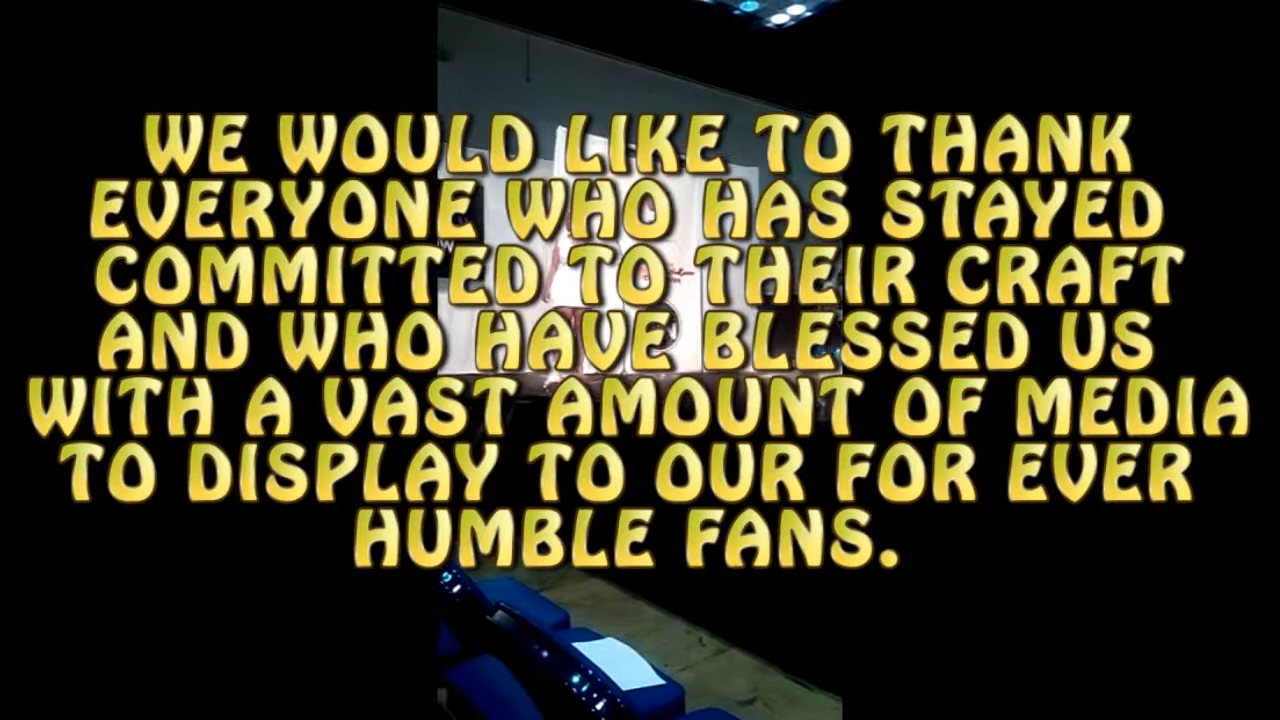 WE WOULD LIKE TO THANK
EVERYONE WHO HAS STAYED
COMMITTED TO THEIR CRAFT
AND WHO HAVE BLESSED US
WITH A VAST AMOUNT OF MEDIA
TO DISPLAY TO OUR FOR EVER
HUMBLE FANS.